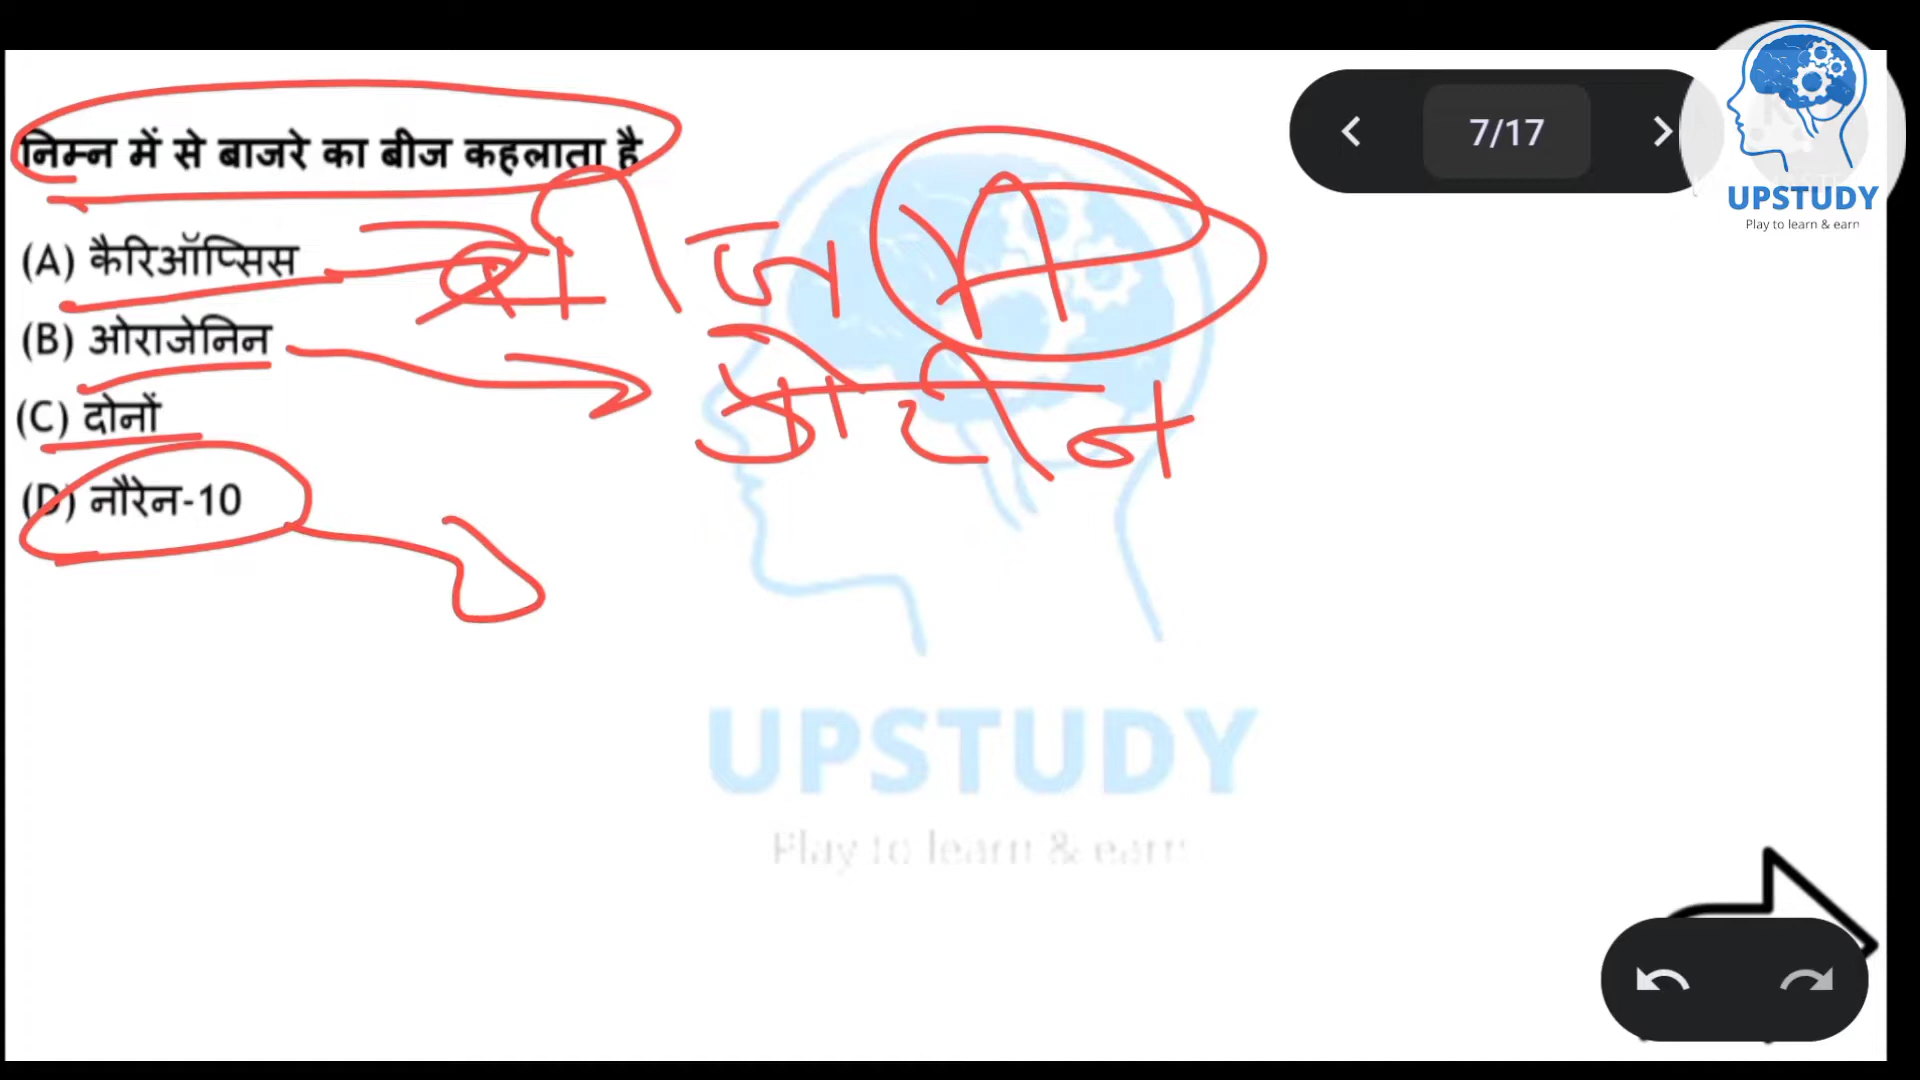 7/17
UPSTUDY
Play to learn & earn
निम्न में से बाजरे का बीज कहलाता है
(A) कैरिऑप्सिस
(B) ओराजेनिन
(C) दोनों
(D) नौरेन-10
UPSTUDY
Play to learn & earn